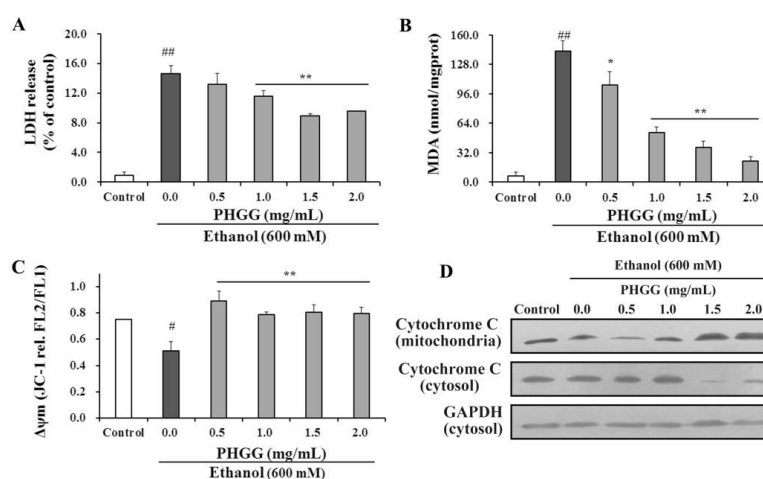 A
LDH release
(% of control)
20.0
16.0
12.0
8.0
4.0
0.0
##
**
Control
0.0
0.5
1.0
1.5
2.0
PHGG (mg/mL)
Ethanol (600 mM)
B
MDA (nmol/mgprot)
160.0
128.0
96.0
64.0
32.0
0.0
##
*
**
Control
0.0
0.5
1.0
1.5
2.0
PHGG (mg/mL)
Ethanol (600 mM)
C
Δψm (JC-1 rel. FL2/FL1)
1.0
0.8
0.6
0.4
0.2
0.0
#
**
Control
0.0
0.5
1.0
1.5
2.0
PHGG (mg/mL)
Ethanol (600 mM)
D
Ethanol (600 mM)
PHGG (mg/mL)
Control 0.0 0.5 1.0 1.5 2.0
Cytochrome C
(mitochondria)
Cytochrome C
(cytosol)
GAPDH
(cytosol)